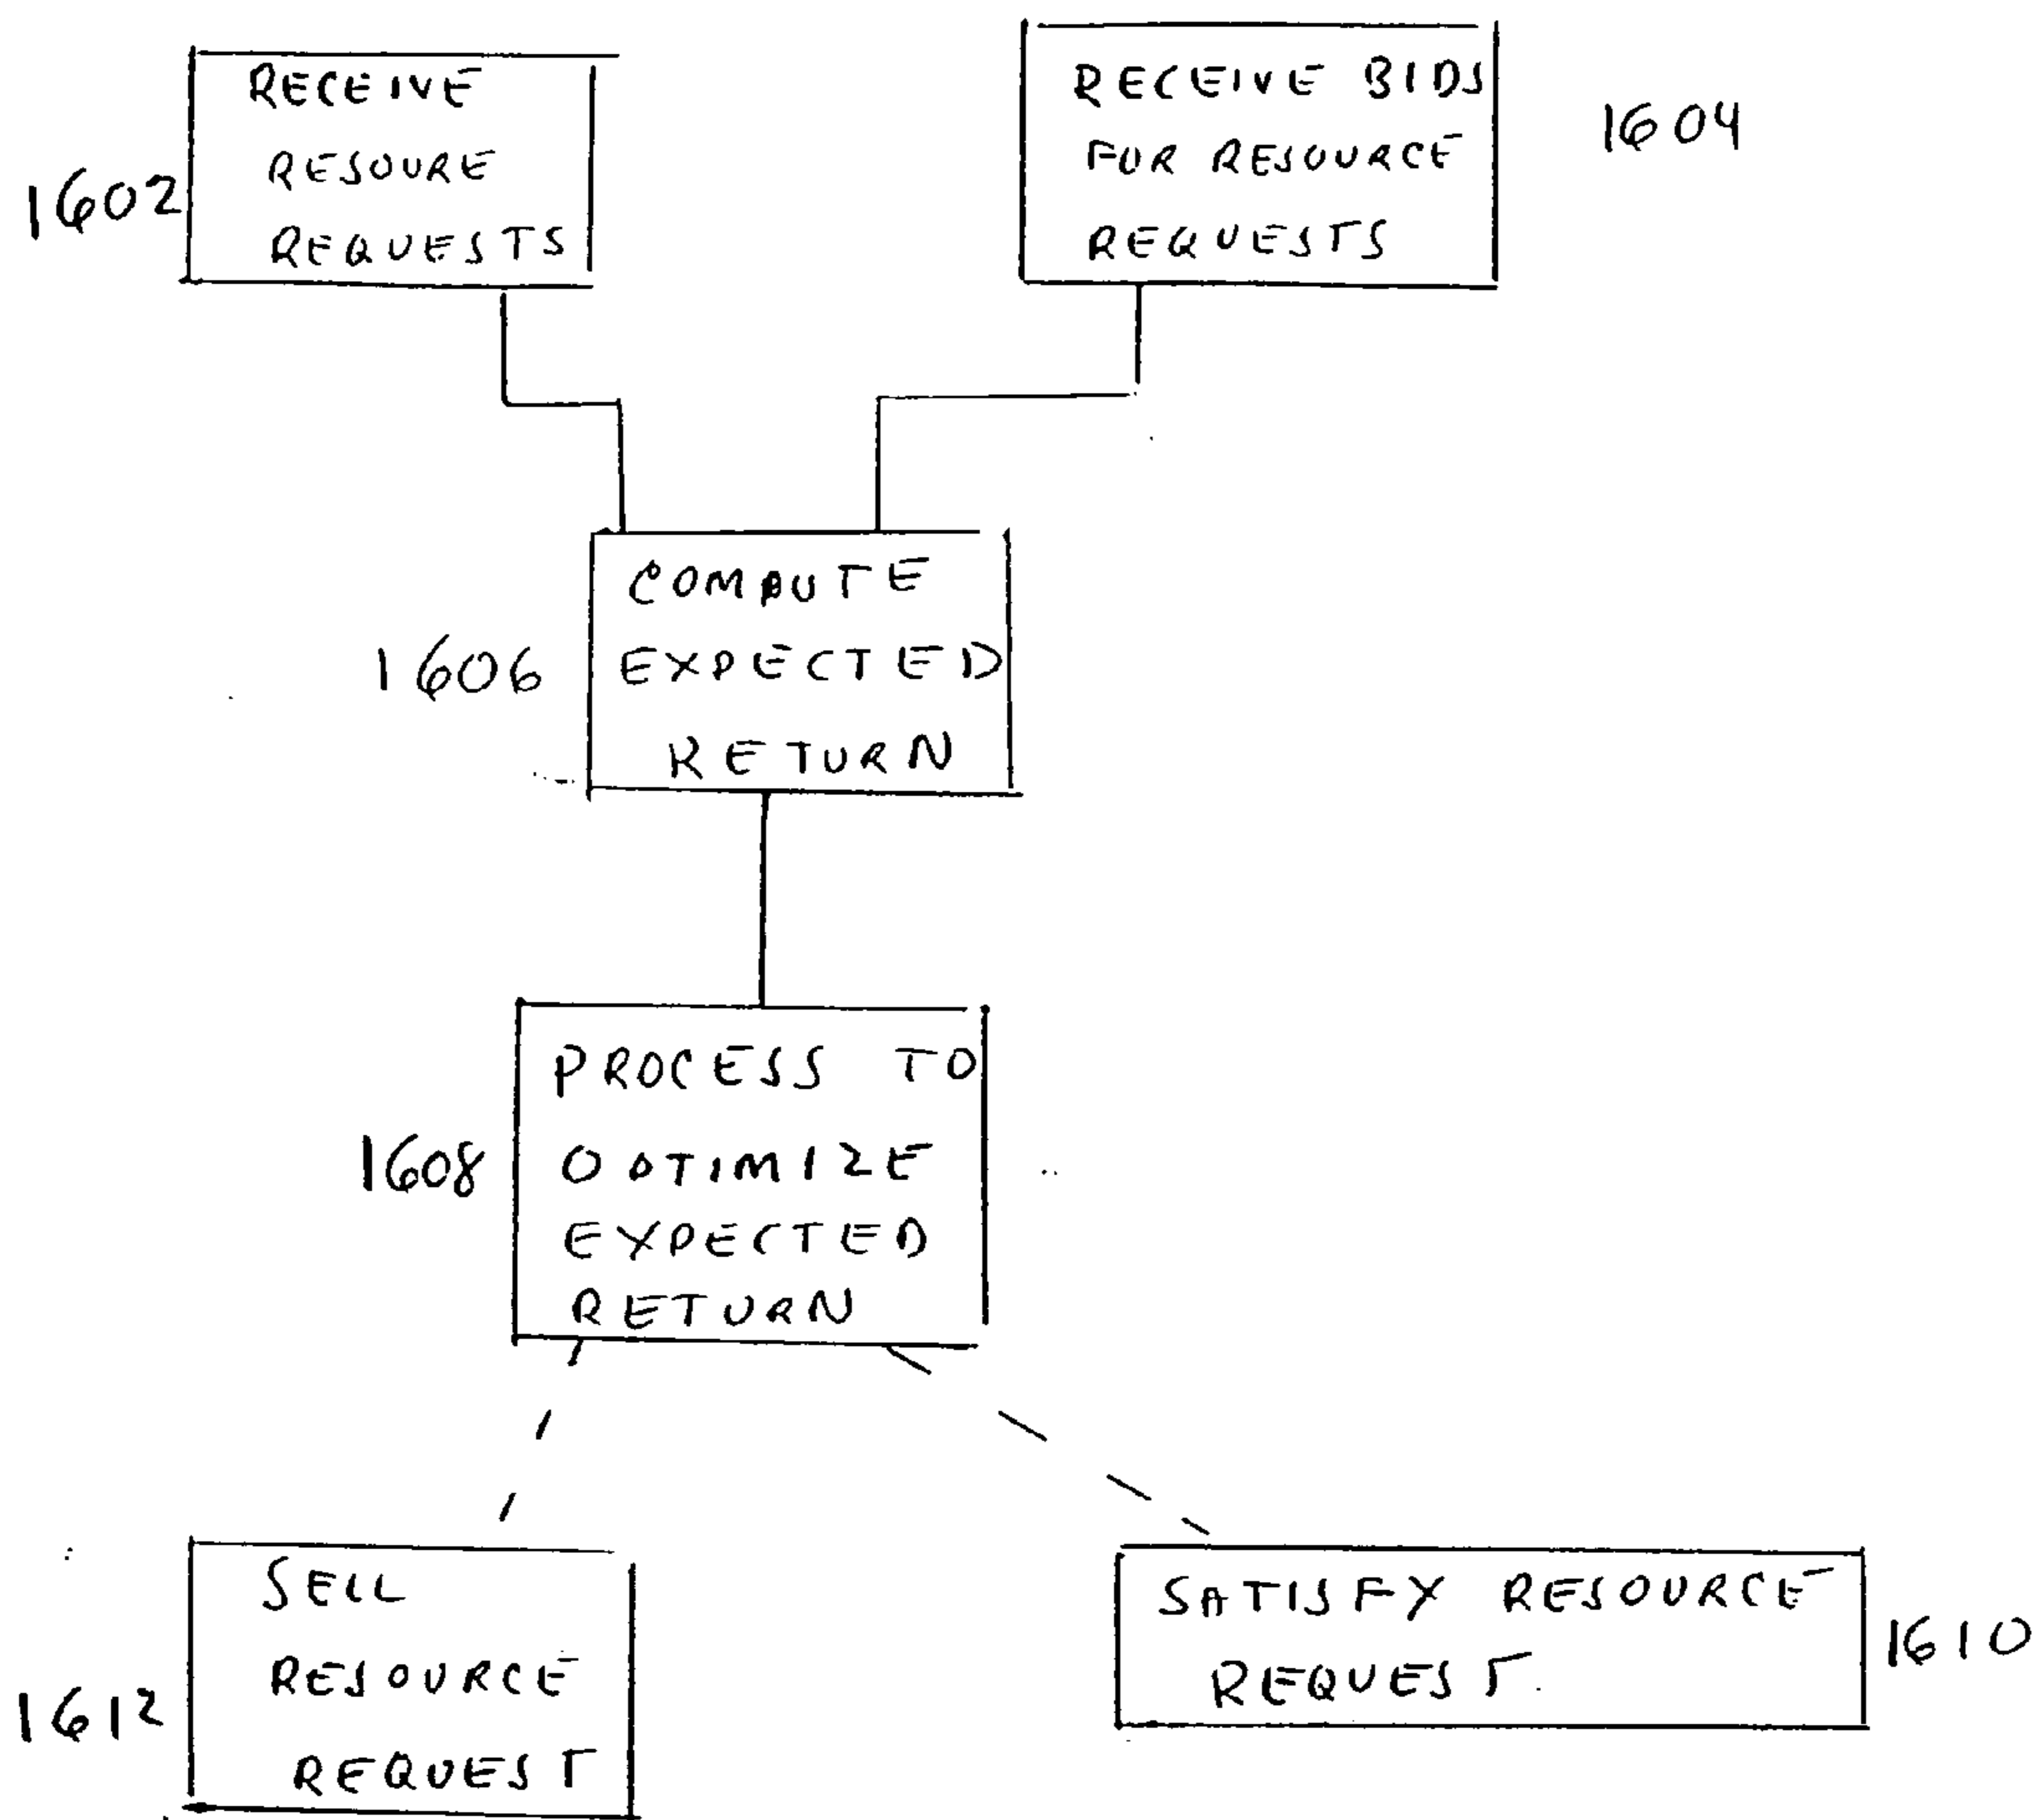 RECEIVE
RESOURE
1602
REQUESTS
RECEIVE BIDS
FOR RESOURCE
REQUESTS
1604
COMPUTE
1606
EXPECTED
RETURN
PROCESS TO
1608
OPTIMIZE
EXPECTED
RETURN
SELL
RESOURCE
1612
REQUEST
SATISFY RESOURCE
REQUEST
1610